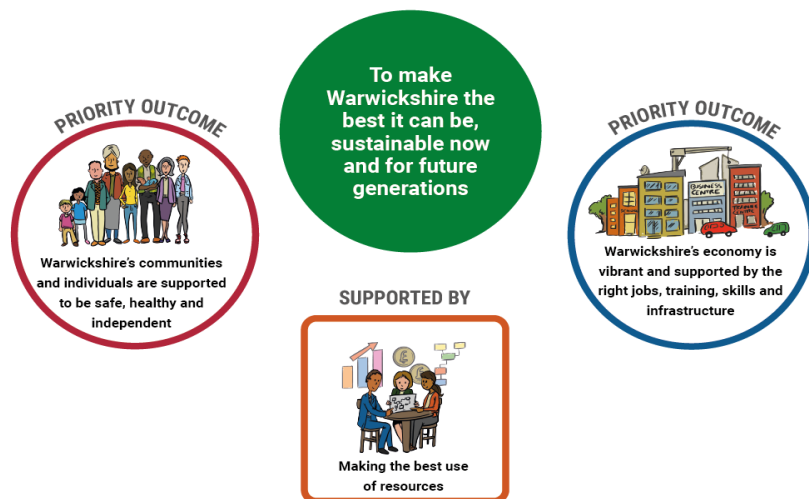 To make
Warwickshire the
best it can be,
sustainable now
and for future
generations
PRIORITY OUTCOME
Warwickshire's communities
and individuals are supported
to be safe, healthy and
independent
PRIORITY OUTCOME
BUSINESS
CENTRE
Warwickshire's economy is
vibrant and supported by the
right jobs, training, skills and
infrastructure
SUPPORTED BY
£
£
Making the best use
of resources